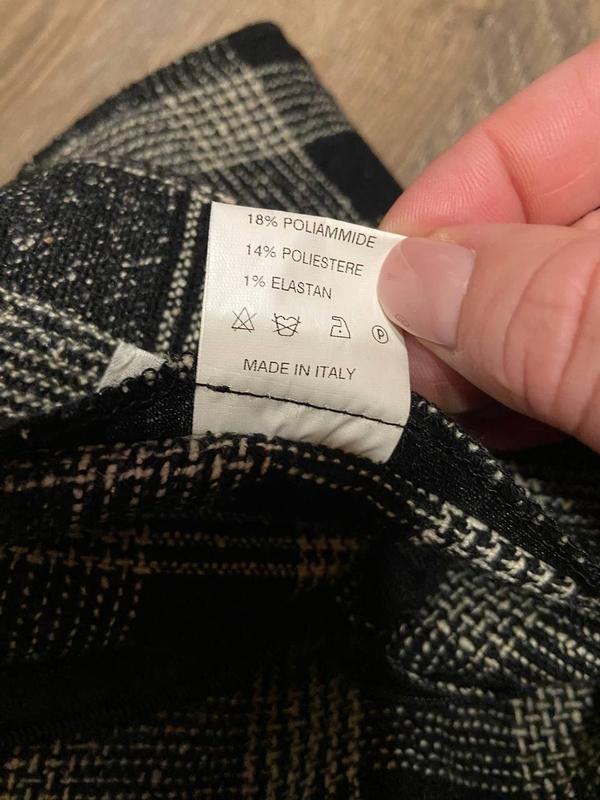 18% POLIAMMIDE
14% POLIESTERE
1% ELASTAN
P
MADE IN ITALY